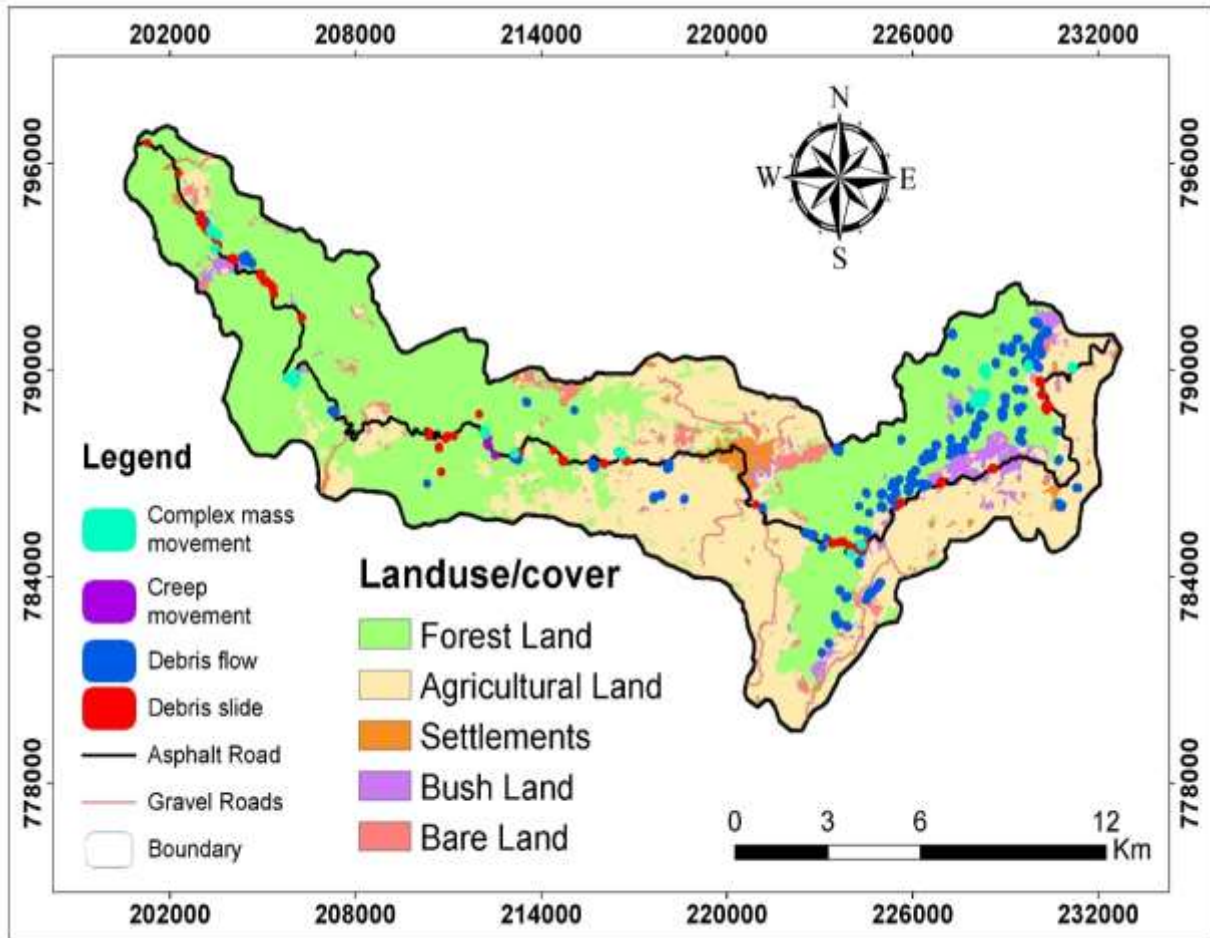 202000 208000 214000 220000 226000 232000
N
W E
S
796000 796000
790000 790000
784000 784000
778000 778000
Legend
Complex mass
movement
Creep
movement
Debris flow
Debris slide
Asphalt Road
Gravel Roads
Boundary
Landuse/cover
Forest Land
Agricultural Land
Settlements
Bush Land
Bare Land
0 3 6 12
Km
202000 208000 214000 220000 226000 232000